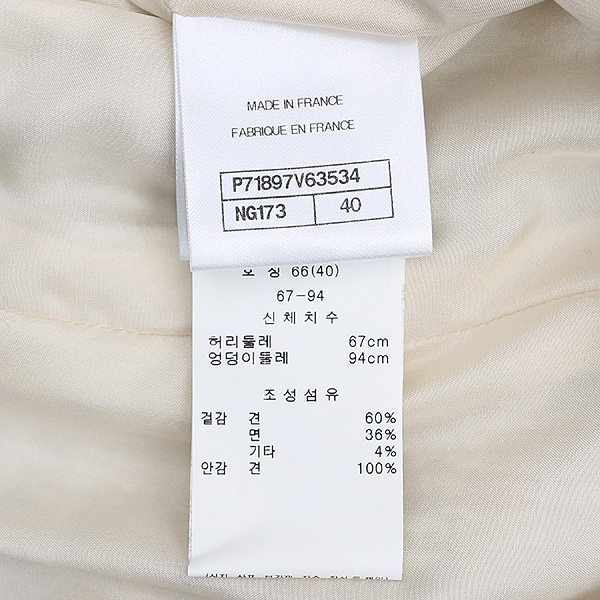 MADE IN FRANCE
FABRIQUE EN FRANCE
P71897V63534
NG173 40
호 칭 66(40)
67-94
신 체 치 수
허리둘레 67cm
엉덩이둘레 94cm
조 성 섬 유
겉감 견 60%
면 36%
기타 4%
안감 견 100%